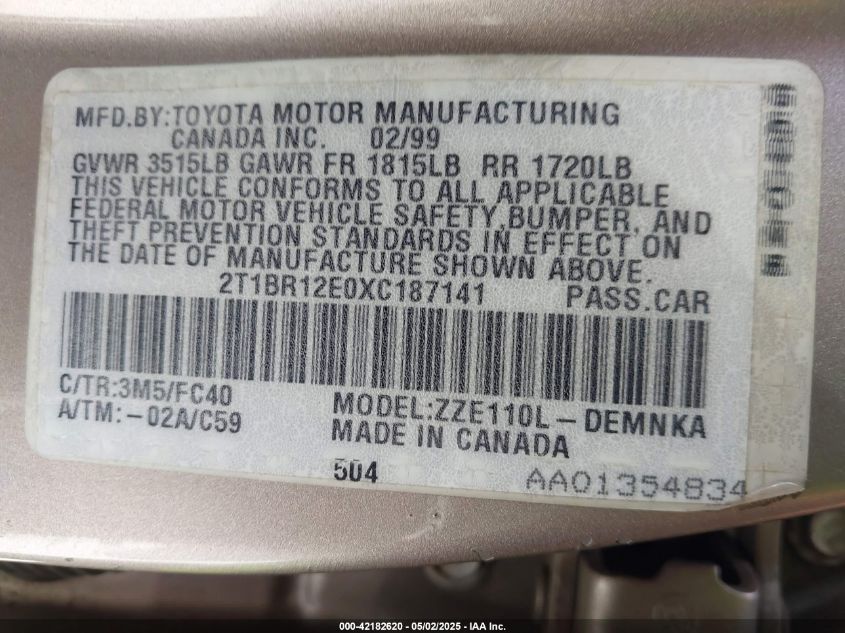 MFD.BY:TOYOTA MOTOR MANUFACTURING
CANADA INC. 02/99
GVWR 3515LB GAWR FR 1815LB RR 1720LB
THIS VEHICLE CONFORMS TO ALL APPLICABLE
FEDERAL MOTOR VEHICLE SAFETY,BUMPER, AND
THEFT PREVENTION STANDARDS IN EFFECT ON
THE DATE OF MANUFACTURE SHOWN ABOVE.
2T1BR12E0XC187141 PASS.CAR
C/TR:3M5/FC40
A/TM:-02A/C59
MODEL:ZZE110L-DEMNKA
MADE IN CANADA
504
AA01354834
000-42182620 - 05/02/2025 - IAA Inc.